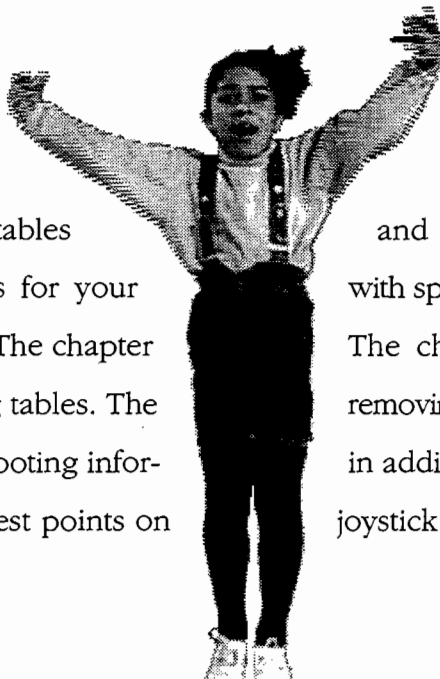 tables and
s for your with sp
The chapter The ch
g tables. The removin
ooting infor- in addi
est points on joystick